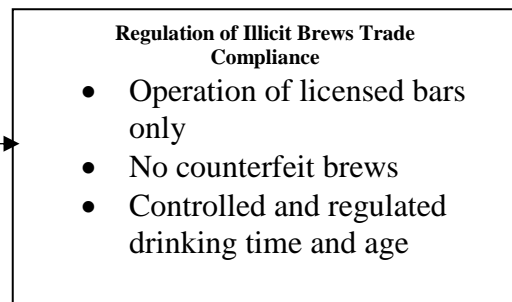 Regulation of Illicit Brews Trade
Compliance
• Operation of licensed bars
only
• No counterfeit brews
• Controlled and regulated
drinking time and age